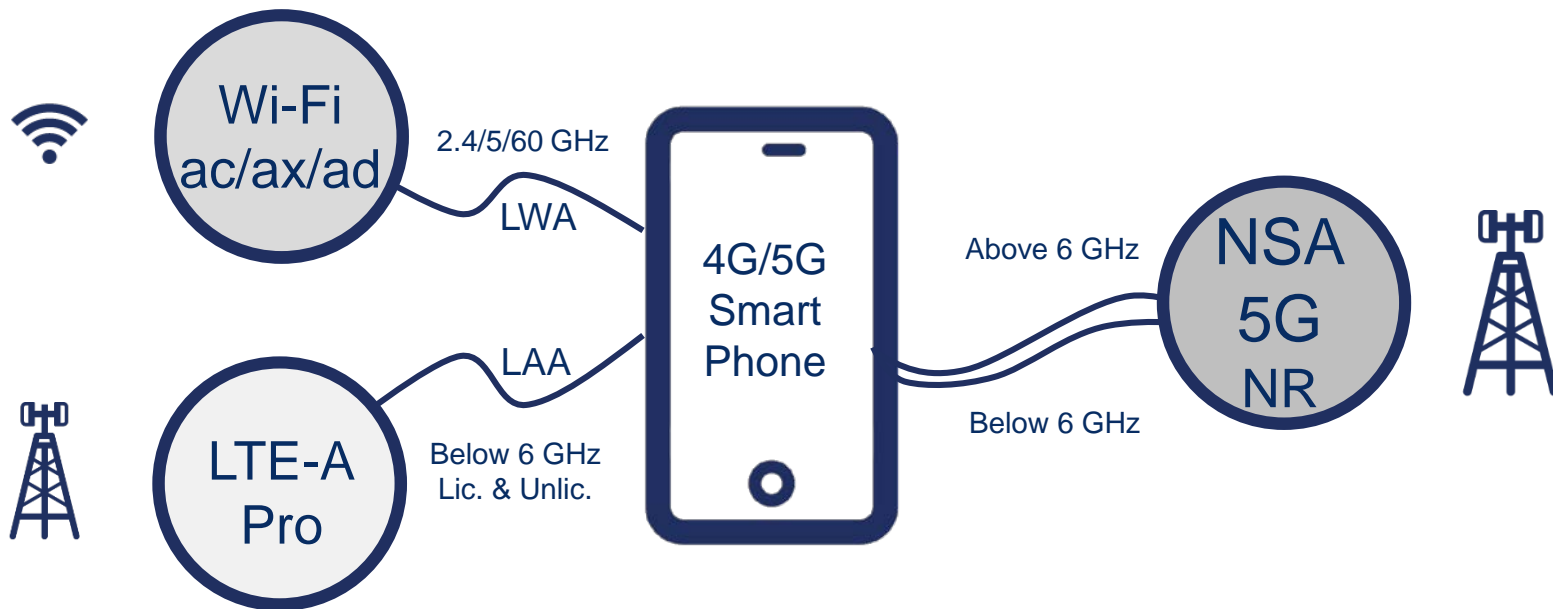 Wi-Fi
ac/ax/ad
2.4/5/60 GHz
LWA
LTE-A
Pro
LAA
Below 6 GHz
Lic. & Unlic.
4G/5G
Smart
Phone
Above 6 GHz
Below 6 GHz
NSA
5G
NR